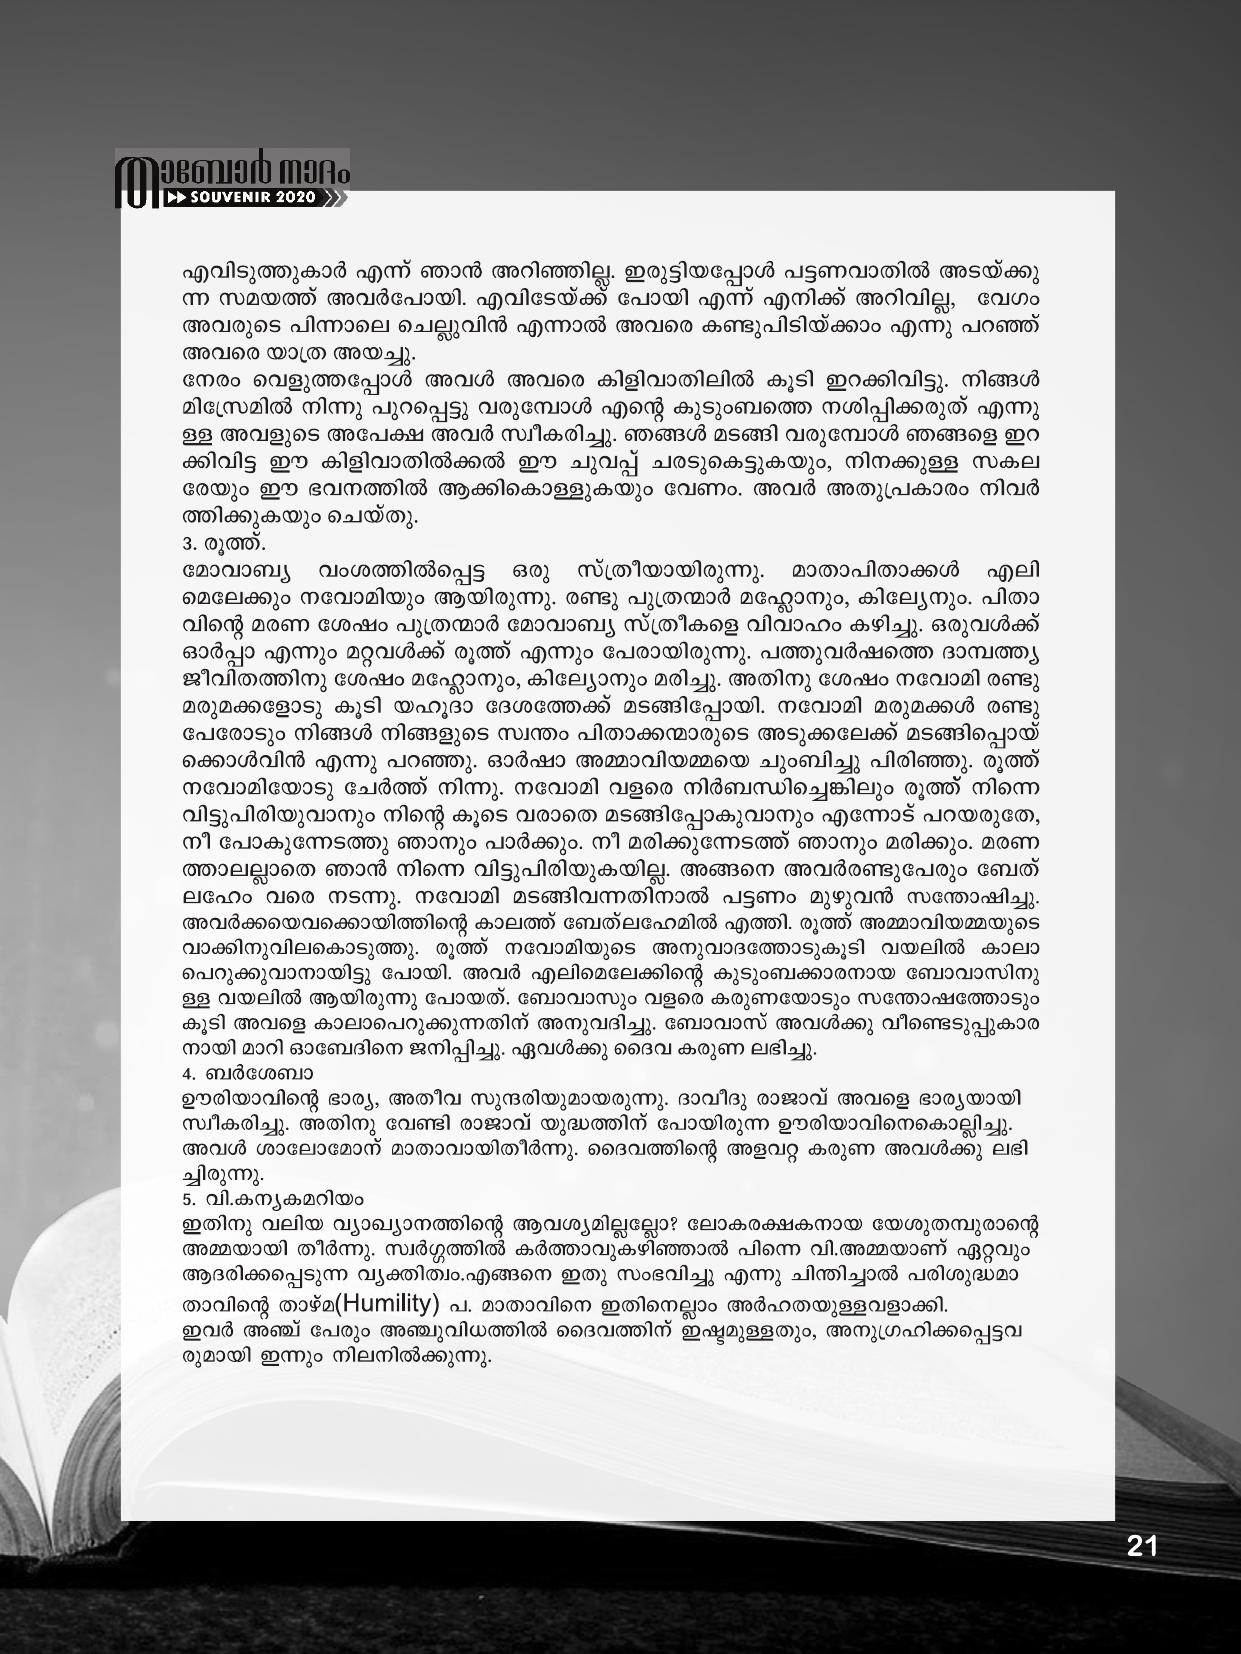 താബോർ നാദം
SOUVENIR 2020
എവിടുത്തുകാർ എന്ന് ഞാൻ അറിഞ്ഞില്ല. ഇരുട്ടിയപ്പോൾ പട്ടണവാതിൽ അടയ്ക്കു
ന്ന സമയത്ത് അവർപോയി. എവിടേയ്ക്ക് പോയി എന്ന് എനിക്ക് അറിവില്ല, വേഗം
അവരുടെ പിന്നാലെ ചെല്ലുവിൻ എന്നാൽ അവരെ കണ്ടുപിടിയ്ക്കാം എന്നു പറഞ്ഞ്
അവരെ യാത്ര അയച്ചു.
നേരം വെളുത്തപ്പോൾ അവൾ അവരെ കിളിവാതിലിൽ കൂടി ഇറക്കിവിട്ടു. നിങ്ങൾ
മിസ്രേമിൽ നിന്നു പുറപ്പെട്ടു വരുമ്പോൾ എന്റെ കുടുംബത്തെ നശിപ്പിക്കരുത് എന്നു
ള്ള അവളുടെ അപേക്ഷ അവർ സ്വീകരിച്ചു. ഞങ്ങൾ മടങ്ങി വരുമ്പോൾ ഞങ്ങളെ ഇറ
ക്കിവിട്ട ഈ കിളിവാതിൽക്കൽ ഈ ചുവപ്പ് ചരടുകെട്ടുകയും, നിനക്കുള്ള സകല
രേയും ഈ ഭവനത്തിൽ ആക്കികൊള്ളുകയും വേണം. അവർ അതുപ്രകാരം നിവർ
ത്തിക്കുകയും ചെയ്തു.
3. രൂത്ത്.
മോവാബ്യ വംശത്തിൽപ്പെട്ട ഒരു സ്ത്രീയായിരുന്നു. മാതാപിതാക്കൾ എലി
മെലേക്കും നവോമിയും ആയിരുന്നു. രണ്ടു പുത്രന്മാർ മഹ്ലോനും, കില്യേനും. പിതാ
വിന്റെ മരണ ശേഷം പുത്രന്മാർ മോവാബ്യ സ്ത്രീകളെ വിവാഹം കഴിച്ചു. ഒരുവൾക്ക്
ഓർപ്പാ എന്നും മറ്റവൾക്ക് രൂത്ത് എന്നും പേരായിരുന്നു. പത്തുവർഷത്തെ ദാമ്പത്ത്യ
ജീവിതത്തിനു ശേഷം മഹ്ലോനും, കില്യോനും മരിച്ചു. അതിനു ശേഷം നവോമി രണ്ടു
മരുമക്കളോടു കൂടി യഹൂദാ ദേശത്തേക്ക് മടങ്ങിപ്പോയി. നവോമി മരുമക്കൾ രണ്ടു
പേരോടും നിങ്ങൾ നിങ്ങളുടെ സ്വന്തം പിതാക്കന്മാരുടെ അടുക്കലേക്ക് മടങ്ങിപ്പൊയ്
ക്കൊൾവിൻ എന്നു പറഞ്ഞു. ഓർഷാ അമ്മാവിയമ്മയെ ചുംബിച്ചു പിരിഞ്ഞു. രൂത്ത്
നവോമിയോടു ചേർത്ത് നിന്നു. നവോമി വളരെ നിർബന്ധിച്ചെങ്കിലും രൂത്ത് നിന്നെ
വിട്ടുപിരിയുവാനും നിന്റെ കൂടെ വരാതെ മടങ്ങിപ്പോകുവാനും എന്നോട് പറയരുതേ,
നീ പോകുന്നേടത്തു ഞാനും പാർക്കും. നീ മരിക്കുന്നേടത്ത് ഞാനും മരിക്കും. മരണ
ത്താലല്ലാതെ ഞാൻ നിന്നെ വിട്ടുപിരിയുകയില്ല. അങ്ങനെ അവർരണ്ടുപേരും ബേത്
ലഹേം വരെ നടന്നു. നവോമി മടങ്ങിവന്നതിനാൽ പട്ടണം മുഴുവൻ സന്തോഷിച്ചു.
അവർക്കയെവക്കൊയിത്തിന്റെ കാലത്ത് ബേത്‌ലഹേമിൽ എത്തി. രൂത്ത് അമ്മാവിയമ്മയുടെ
വാക്കിനുവിലകൊടുത്തു. രൂത്ത് നവോമിയുടെ അനുവാദത്തോടുകൂടി വയലിൽ കാലാ
പെറുക്കുവാനായിട്ടു പോയി. അവർ എലിമെലേക്കിന്റെ കുടുംബക്കാരനായ ബോവാസിനു
ള്ള വയലിൽ ആയിരുന്നു പോയത്. ബോവാസും വളരെ കരുണയോടും സന്തോഷത്തോടും
കൂടി അവളെ കാലാപെറുക്കുന്നതിന് അനുവദിച്ചു. ബോവാസ് അവൾക്കു വീണ്ടെടുപ്പുകാര
നായി മാറി ഓബേദിനെ ജനിപ്പിച്ചു. ഏവൾക്കു ദൈവ കരുണ ലഭിച്ചു.
4. ബർശേബാ
ഊരിയാവിന്റെ ഭാര്യ, അതീവ സുന്ദരിയുമായരുന്നു. ദാവീദു രാജാവ് അവളെ ഭാര്യയായി
സ്വീകരിച്ചു. അതിനു വേണ്ടി രാജാവ് യുദ്ധത്തിന് പോയിരുന്ന ഊരിയാവിനെകൊല്ലിച്ചു.
അവൾ ശാലോമോന് മാതാവായിതീർന്നു. ദൈവത്തിന്റെ അളവറ്റ കരുണ അവൾക്കു ലഭി
ച്ചിരുന്നു.
5. വി.കന്യകമറിയം
ഇതിനു വലിയ വ്യാഖ്യാനത്തിന്റെ ആവശ്യമില്ലല്ലോ? ലോകരക്ഷകനായ യേശുതമ്പുരാന്റെ
അമ്മയായി തീർന്നു. സ്വർഗ്ഗത്തിൽ കർത്താവുകഴിഞ്ഞാൽ പിന്നെ വി.അമ്മയാണ് ഏറ്റവും
ആദരിക്കപ്പെടുന്ന വ്യക്തിത്വം.എങ്ങനെ ഇതു സംഭവിച്ചു എന്നു ചിന്തിച്ചാൽ പരിശുദ്ധമാ
താവിന്റെ താഴ്മ(Humility) പ. മാതാവിനെ ഇതിനെല്ലാം അർഹതയുള്ളവളാക്കി.
ഇവർ അഞ്ച് പേരും അഞ്ചുവിധത്തിൽ ദൈവത്തിന് ഇഷ്ടമുള്ളതും, അനുഗ്രഹിക്കപ്പെട്ടവ
രുമായി ഇന്നും നിലനിൽക്കുന്നു.
21